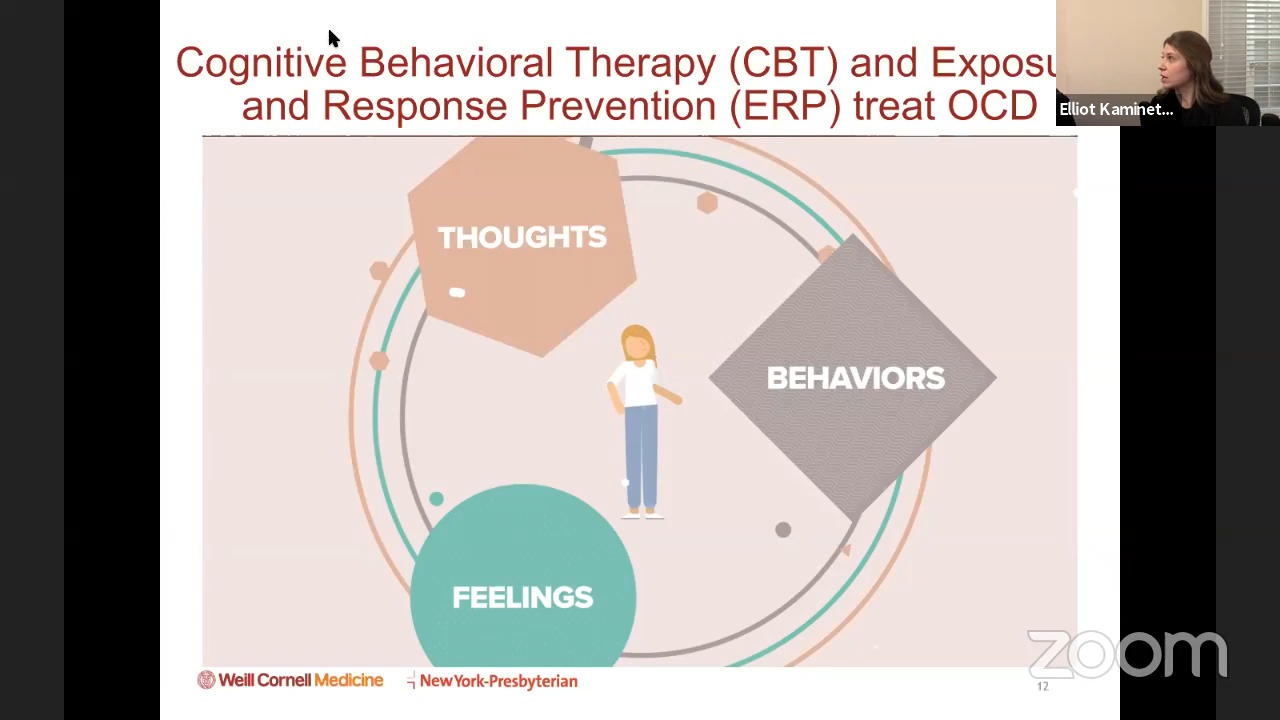 Cognitive Behavioral Therapy (CBT) and Exposu
and Response Prevention (ERP) treat OCD
Elliot Kaminet...
THOUGHTS
BEHAVIORS
FEELINGS
Weill Cornell Medicine
NewYork-Presbyterian
zoom
12